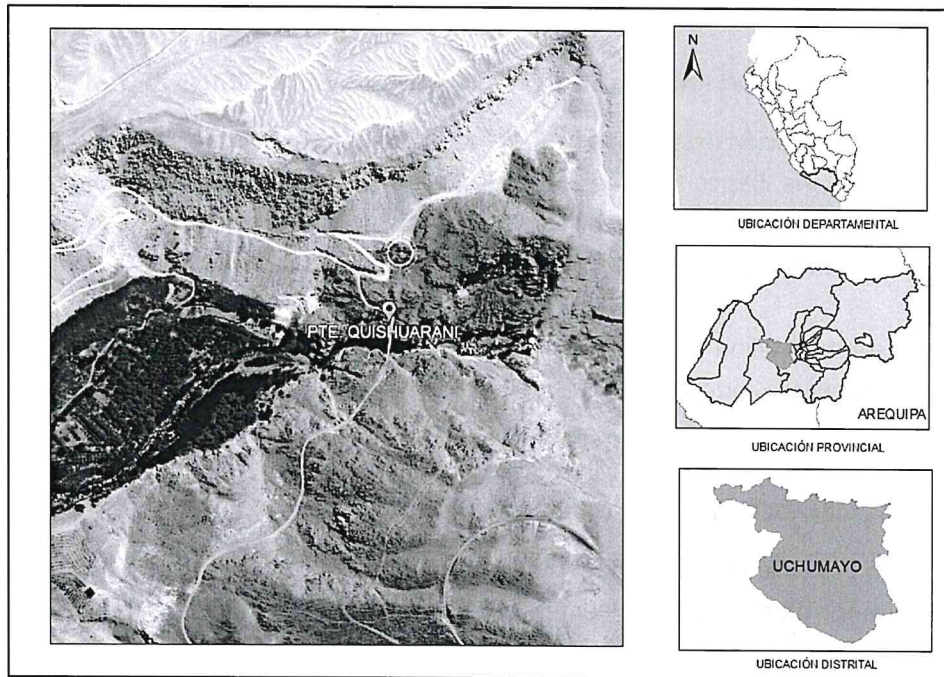 PTE. QUISHUARANI
N
UBICACIÓN DEPARTAMENTAL
AREQUIPA
UBICACIÓN PROVINCIAL
UCHUMAYO
UBICACIÓN DISTRITAL